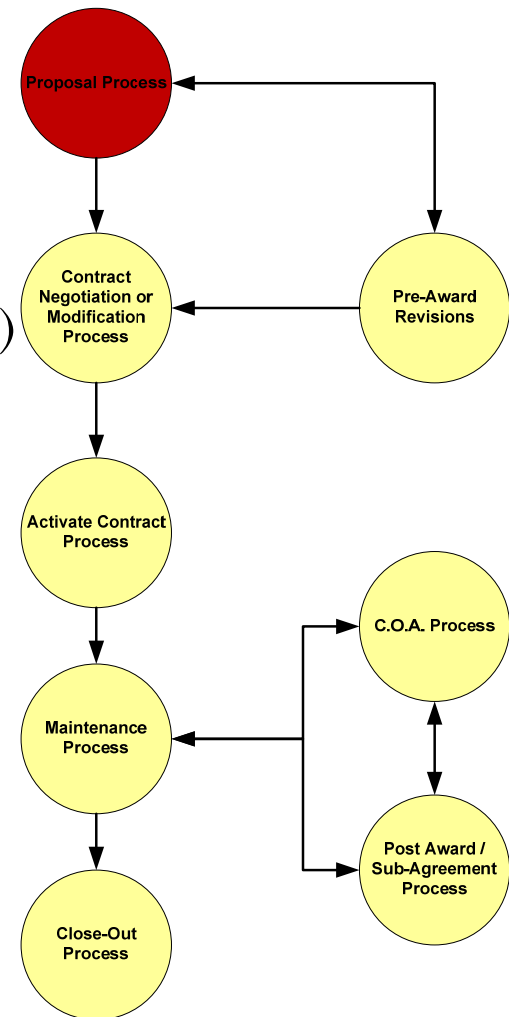 Proposal Process
Contract
Negotiation or
Modification
Process
Pre-Award
Revisions
)
Activate Contract
Process
C.O.A. Process
Maintenance
Process
Post Award /
Sub-Agreement
Process
Close-Out
Process